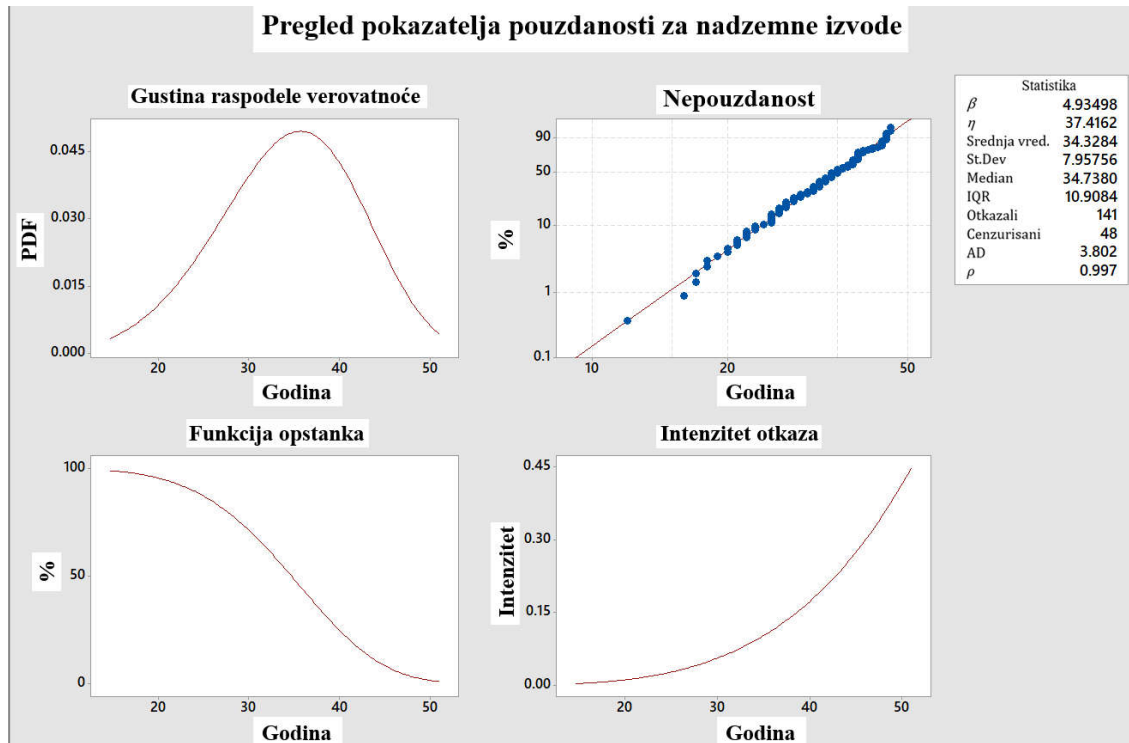 Pregled pokazatelja pouzdanosti za nadzemne izvode
Gustina raspodele verovatnoće
PDF
0.045
0.030
0.015
0.000
20 30 40 50
Godina
Nepouzdanost
%
90
50
10
1
0.1
10 20 50
Godina
Statistika
β 4.93498
η 37.4162
Srednja vred. 34.3284
St.Dev 7.95756
Median 34.7380
IQR 10.9084
Otkazali 141
Cenzurisani 48
AD 3.802
ρ 0.997
Funkcija opstanka
%
100
50
0
20 30 40 50
Godina
Intenzitet otkaza
Intenzitet
0.45
0.30
0.15
0.00
20 30 40 50
Godina